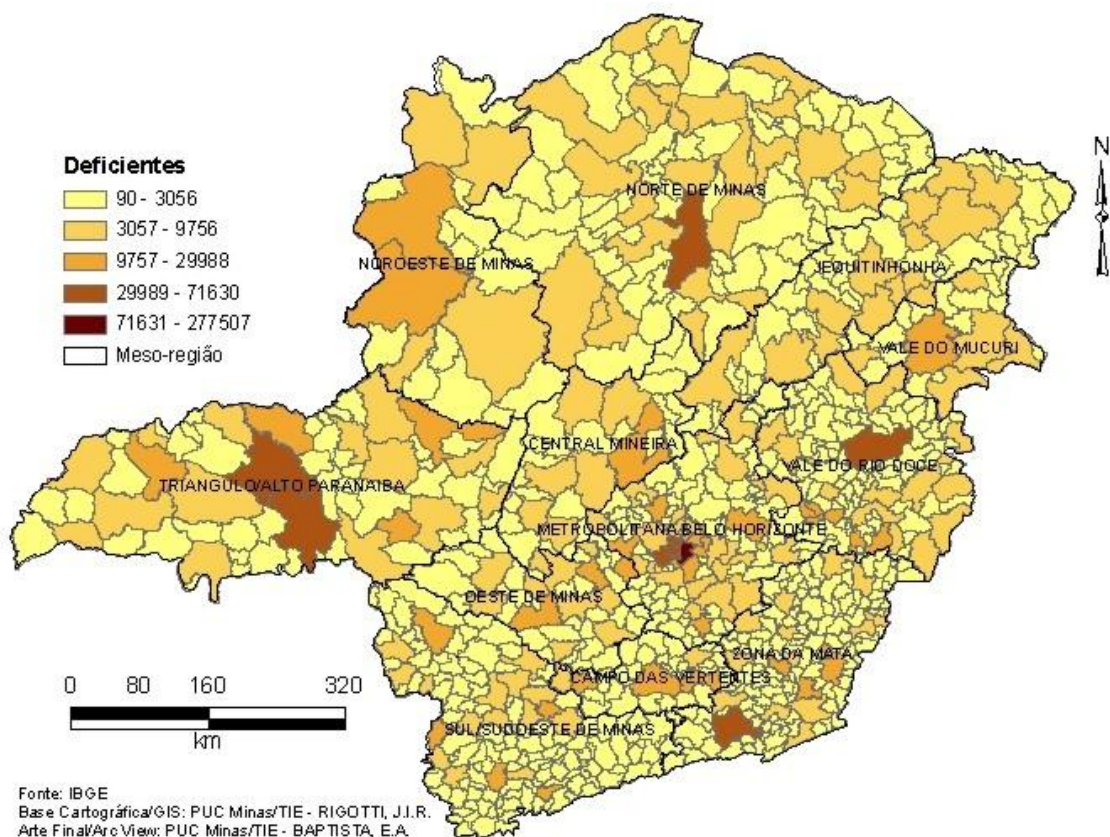 N
Deficientes
90 - 3056
3057 - 9756
9757 - 29988
29989 - 71630
71631 - 277507
Meso-região
NORTE DE MINAS
NOROESTE DE MINAS
JEQUITINHONHA
VALE DO MUCURI
CENTRAL MINEIRA
VALE DO RIO DOCE
TRIANGULO/ALTO PARANAIBA
METROPOLITANA BELO HORIZONTE
OESTE DE MINAS
ZONA DA MATA
CAMPO DAS VERTENTES
SUL/SUDOESTE DE MINAS
0 80 160 320
km
Fonte: IBGE
Base Cartográfica/GIS: PUC Minas/TIE - RIGOTTI, J.I.R.
Arte Final/ArcView: PUC Minas/TIE - BAPTISTA, E.A.